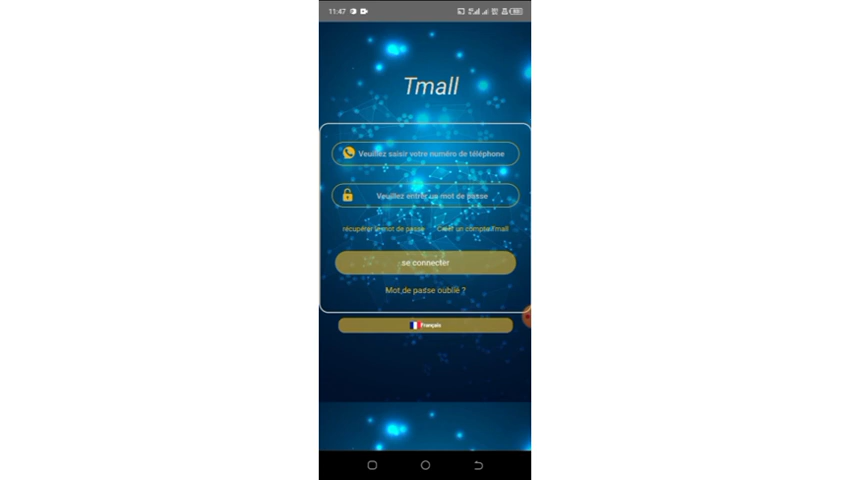 11:47
Tmall
Veuillez saisir votre numéro de téléphone
Veuillez entrer un mot de passe
récupérer le mot de passe
Créer un compte Tmall
se connecter
Mot de passe oublié ?
Français